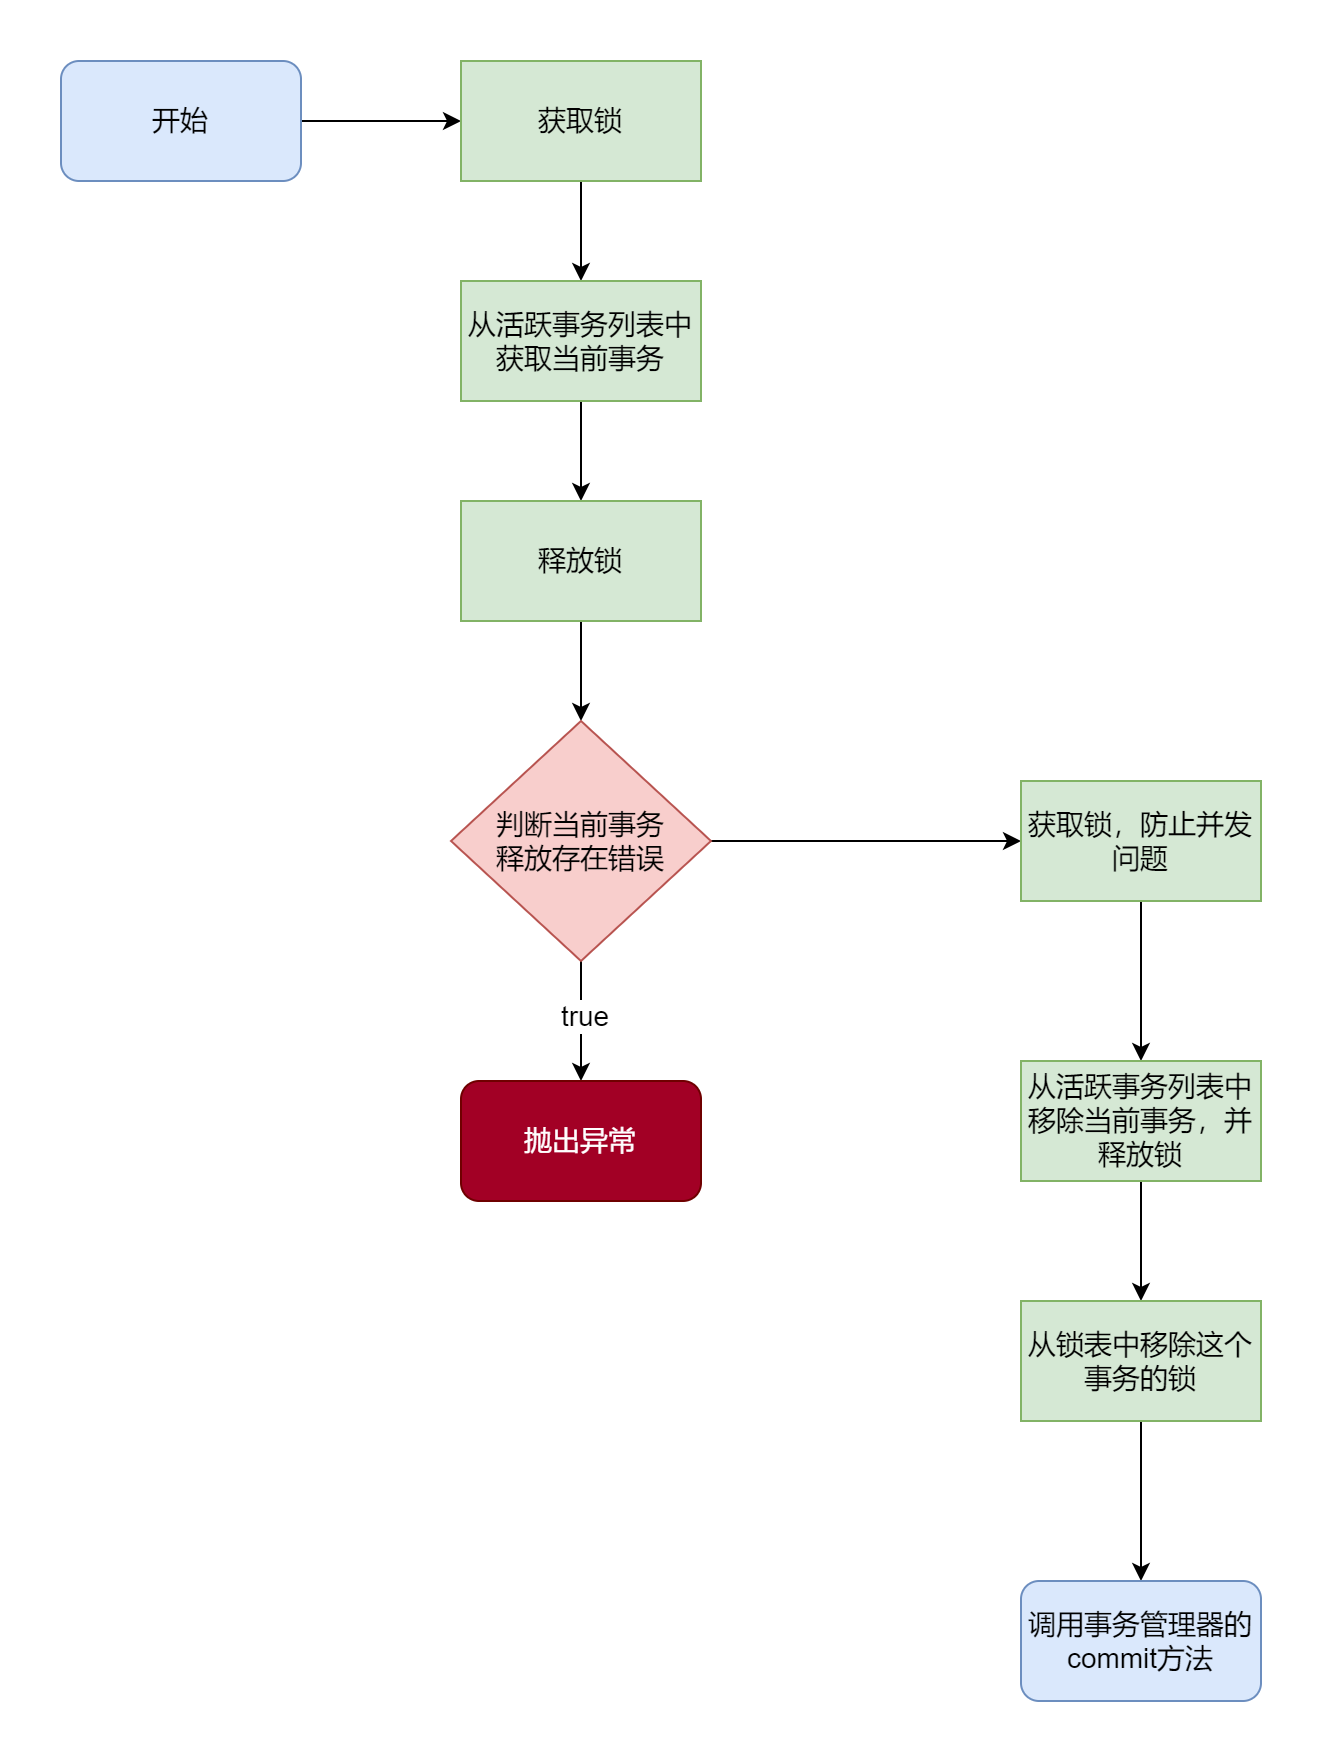 开始
获取锁
从活跃事务列表中
获取当前事务
释放锁
判断当前事务
释放存在错误
获取锁，防止并发
问题
true
抛出异常
从活跃事务列表中
移除当前事务，并
释放锁
从锁表中移除这个
事务的锁
调用事务管理器的
commit方法